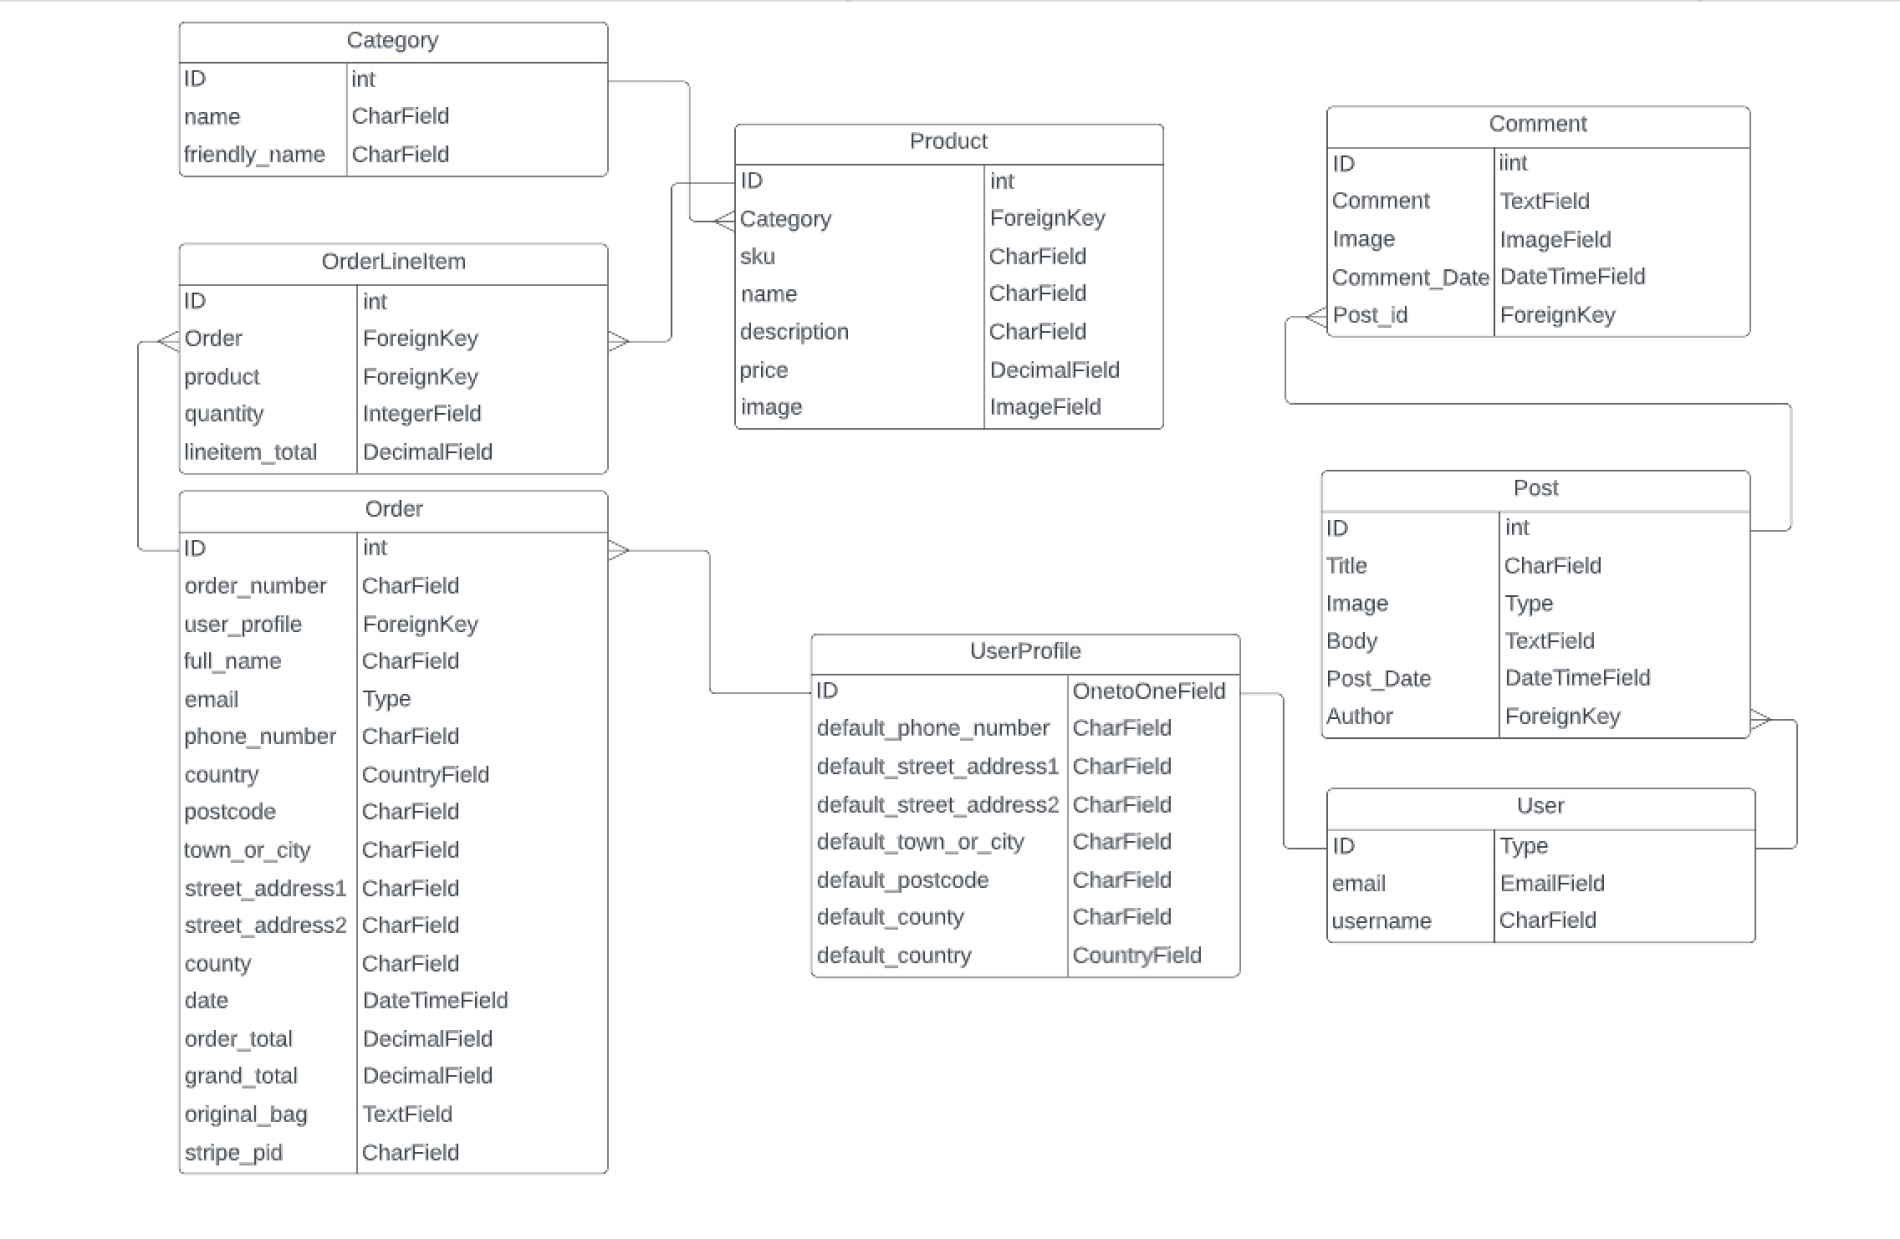 Category
ID int
name CharField
friendly_name CharField
Product
ID int
Category ForeignKey
sku CharField
name CharField
description CharField
price DecimalField
image ImageField
Comment
ID iint
Comment TextField
Image ImageField
Comment_Date DateTimeField
Post_id ForeignKey
OrderLineItem
ID int
Order ForeignKey
product ForeignKey
quantity IntegerField
lineitem_total DecimalField
Order
ID int
order_number CharField
user_profile ForeignKey
full_name CharField
email Type
phone_number CharField
country CountryField
postcode CharField
town_or_city CharField
street_address1 CharField
street_address2 CharField
county CharField
date DateTimeField
order_total DecimalField
grand_total DecimalField
original_bag TextField
stripe_pid CharField
UserProfile
ID OnetoOneField
default_phone_number CharField
default_street_address1 CharField
default_street_address2 CharField
default_town_or_city CharField
default_postcode CharField
default_county CharField
default_country CountryField
Post
ID int
Title CharField
Image Type
Body TextField
Post_Date DateTimeField
Author ForeignKey
User
ID Type
email EmailField
username CharField